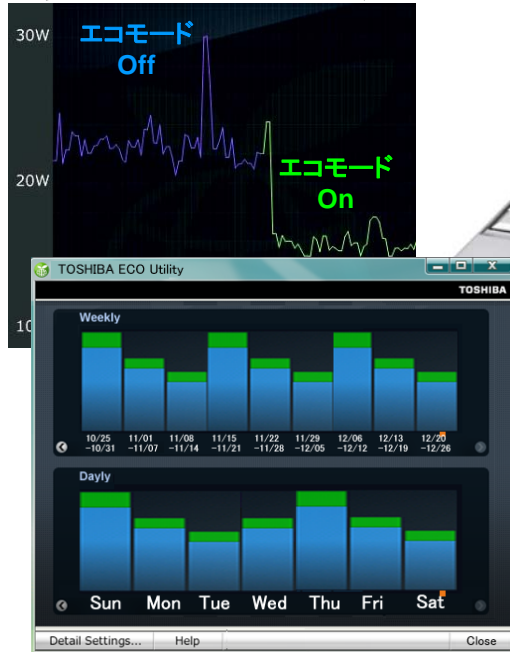 30W
エコモード
Off
エコモード
On
20W
TOSHIBA ECO Utility
TOSHIBA
10
Weekly
10/25 11/01 11/08 11/15 11/22 11/29 12/06 12/13 12/20
-10/31 -11/07 -11/14 -11/21 -11/28 -12/05 -12/12 -12/19 -12/26
Dayly
Sun Mon Tue Wed Thu Fri Sat
Detail Settings... Help Close